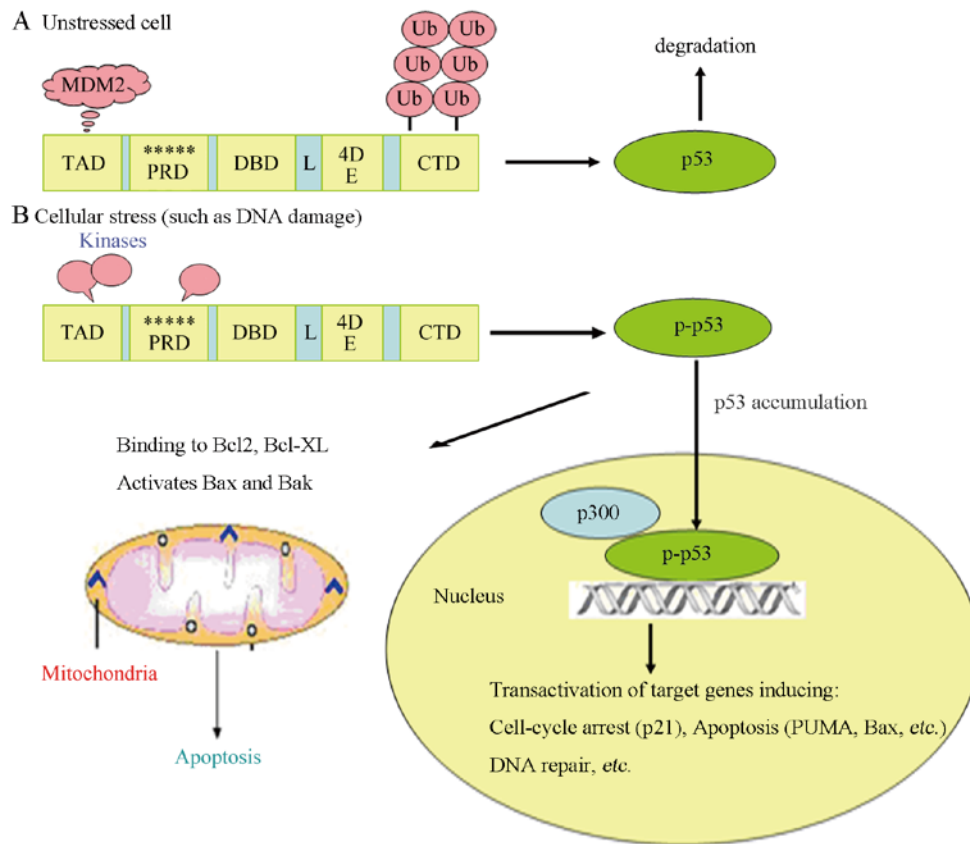 A Unstressed cell
MDM2
Ub Ub
Ub Ub
Ub Ub
degradation
TAD
*****
PRD
DBD
L
4D
E
CTD
p53
B Cellular stress (such as DNA damage)
Kinases
TAD
*****
PRD
DBD
L
4D
E
CTD
p-p53
p53 accumulation
Binding to Bcl2, Bcl-XL
Activates Bax and Bak
p300
p-p53
Nucleus
Mitochondria
Apoptosis
Transactivation of target genes inducing:
Cell-cycle arrest (p21), Apoptosis (PUMA, Bax, etc.)
DNA repair, etc.